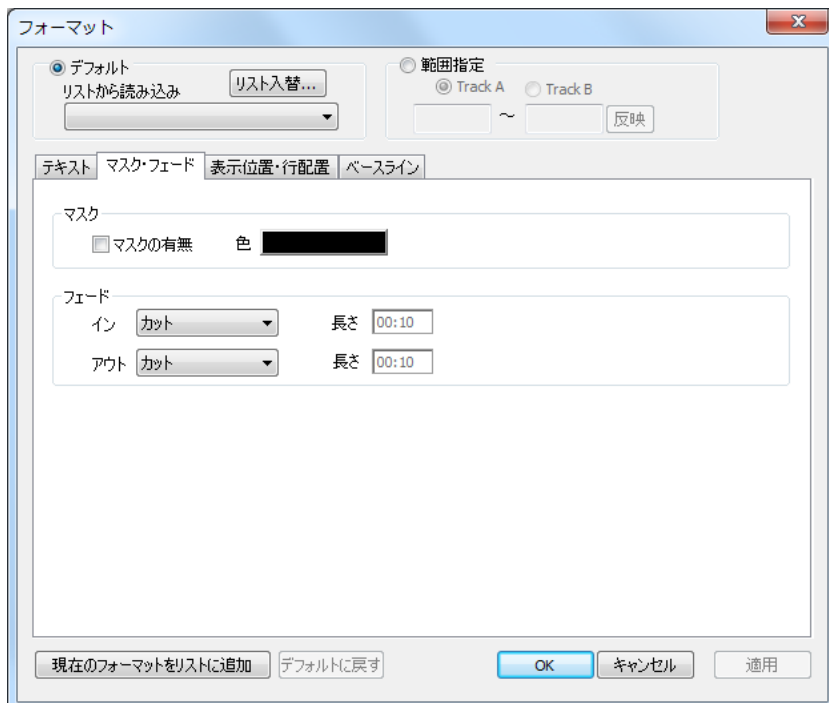 フォーマット
デフォルト
リストから読み込み
リスト入替...
範囲指定
Track A
Track B
～
反映
テキスト
マスク・フェード
表示位置・行配置
ベースライン
マスク
マスクの有無
色
フェード
イン
カット
長さ
00:10
アウト
カット
長さ
00:10
現在のフォーマットをリストに追加
デフォルトに戻す
OK
キャンセル
適用